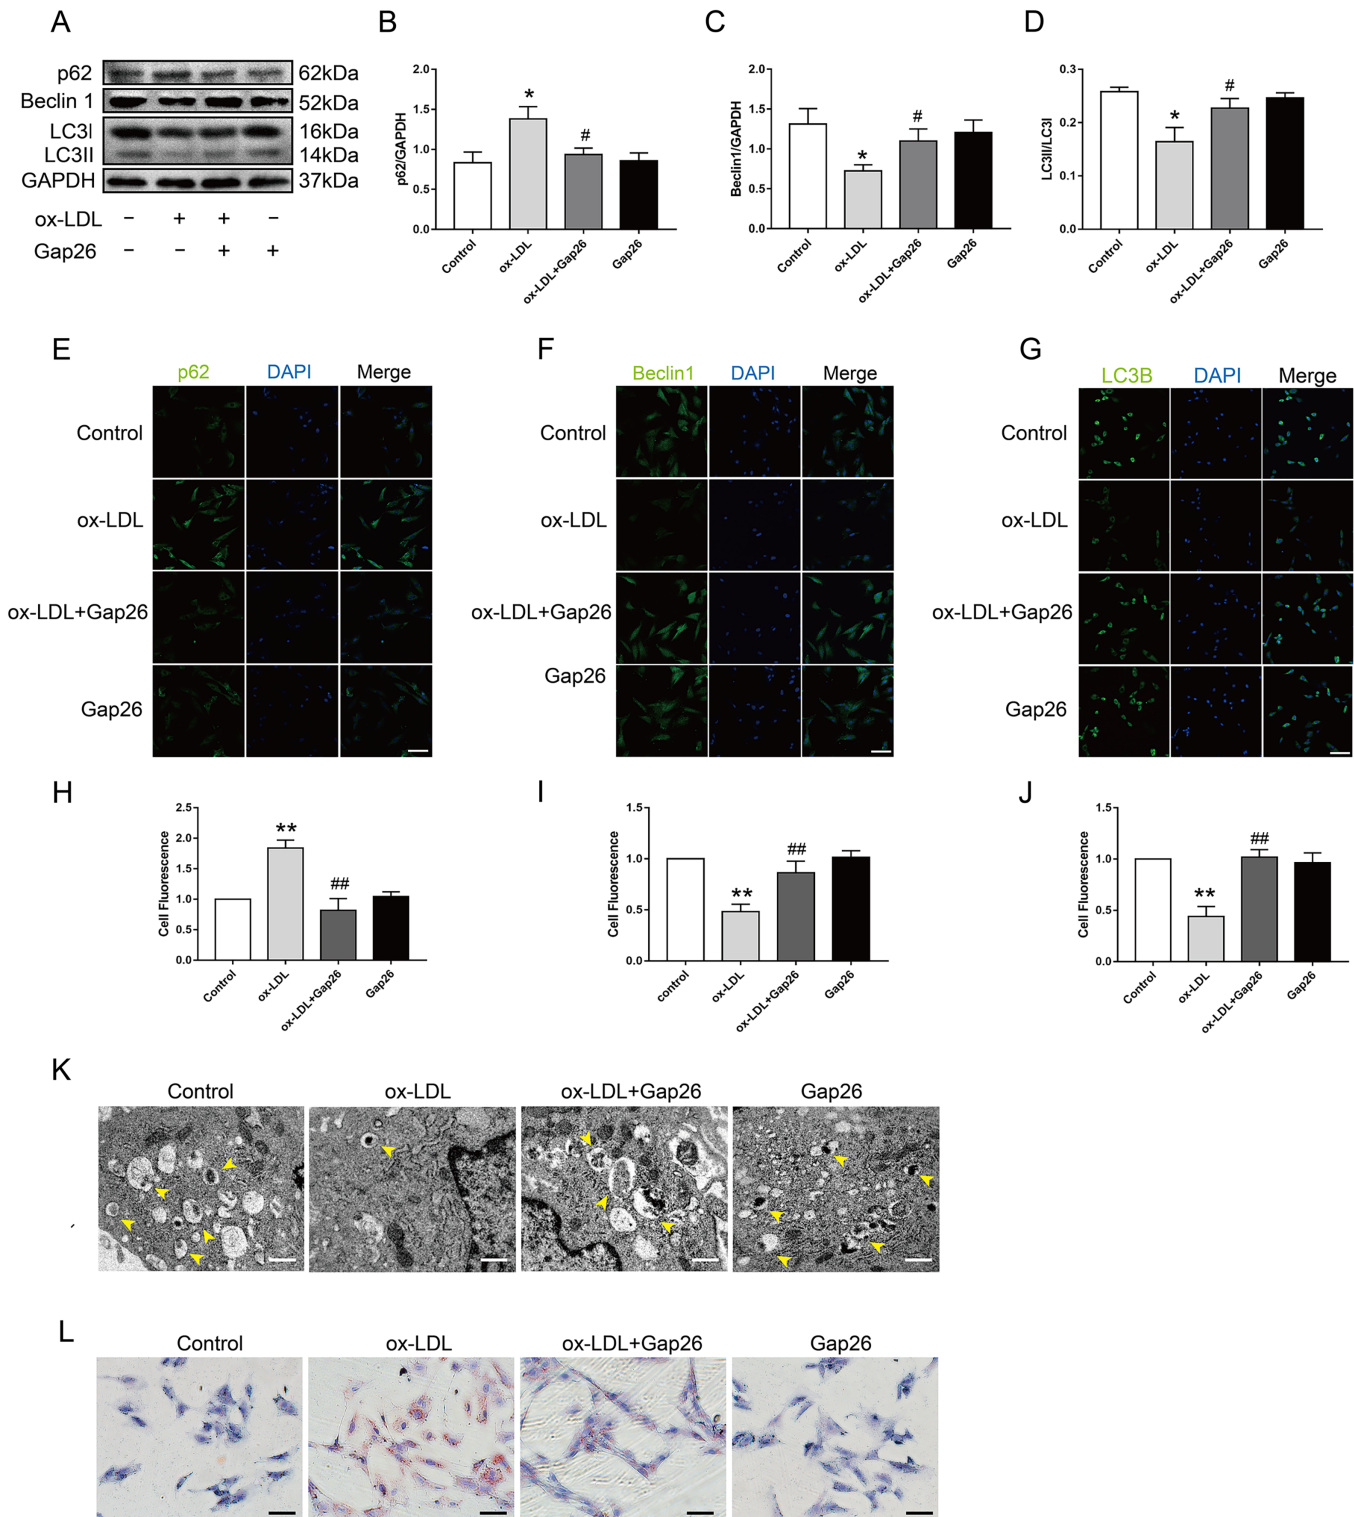 A
p62 62kDa
Beclin 1 52kDa
LC3I 16kDa
LC3II 14kDa
GAPDH 37kDa
ox-LDL − + + −
Gap26 − − + +
B
p62/GAPDH
2.0
1.5
1.0
0.5
0.0
*
#
Control ox-LDL ox-LDL+Gap26 Gap26
C
Beclin1/GAPDH
2.0
1.5
1.0
0.5
0.0
*
#
Control ox-LDL ox-LDL+Gap26 Gap26
D
LC3II/LC3I
0.3
0.2
0.1
0.0
*
#
Control ox-LDL ox-LDL+Gap26 Gap26
E
p62 DAPI Merge
Control
ox-LDL
ox-LDL+Gap26
Gap26
F
Beclin1 DAPI Merge
Control
ox-LDL
ox-LDL+Gap26
Gap26
G
LC3B DAPI Merge
Control
ox-LDL
ox-LDL+Gap26
Gap26
H
Cell Fluorescence
2.5
2.0
1.5
1.0
0.5
0.0
**
##
Control ox-LDL ox-LDL+Gap26 Gap26
I
Cell Fluorescence
1.5
1.0
0.5
0.0
**
##
Control ox-LDL ox-LDL+Gap26 Gap26
J
Cell Fluorescence
1.5
1.0
0.5
0.0
**
##
Control ox-LDL ox-LDL+Gap26 Gap26
K
Control ox-LDL ox-LDL+Gap26 Gap26
L
Control ox-LDL ox-LDL+Gap26 Gap26